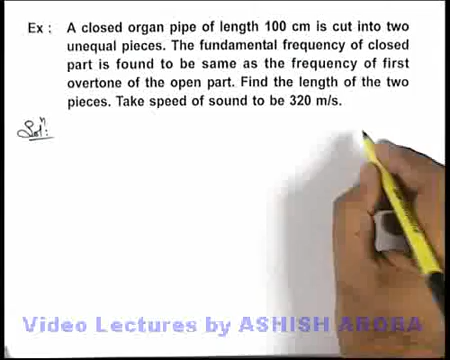 Ex : A closed organ pipe of length 100 cm is cut into two
unequal pieces. The fundamental frequency of closed
part is found to be same as the frequency of first
overtone of the open part. Find the length of the two
pieces. Take speed of sound to be 320 m/s.
Solⁿ:
Video Lectures by ASHISH ARORA